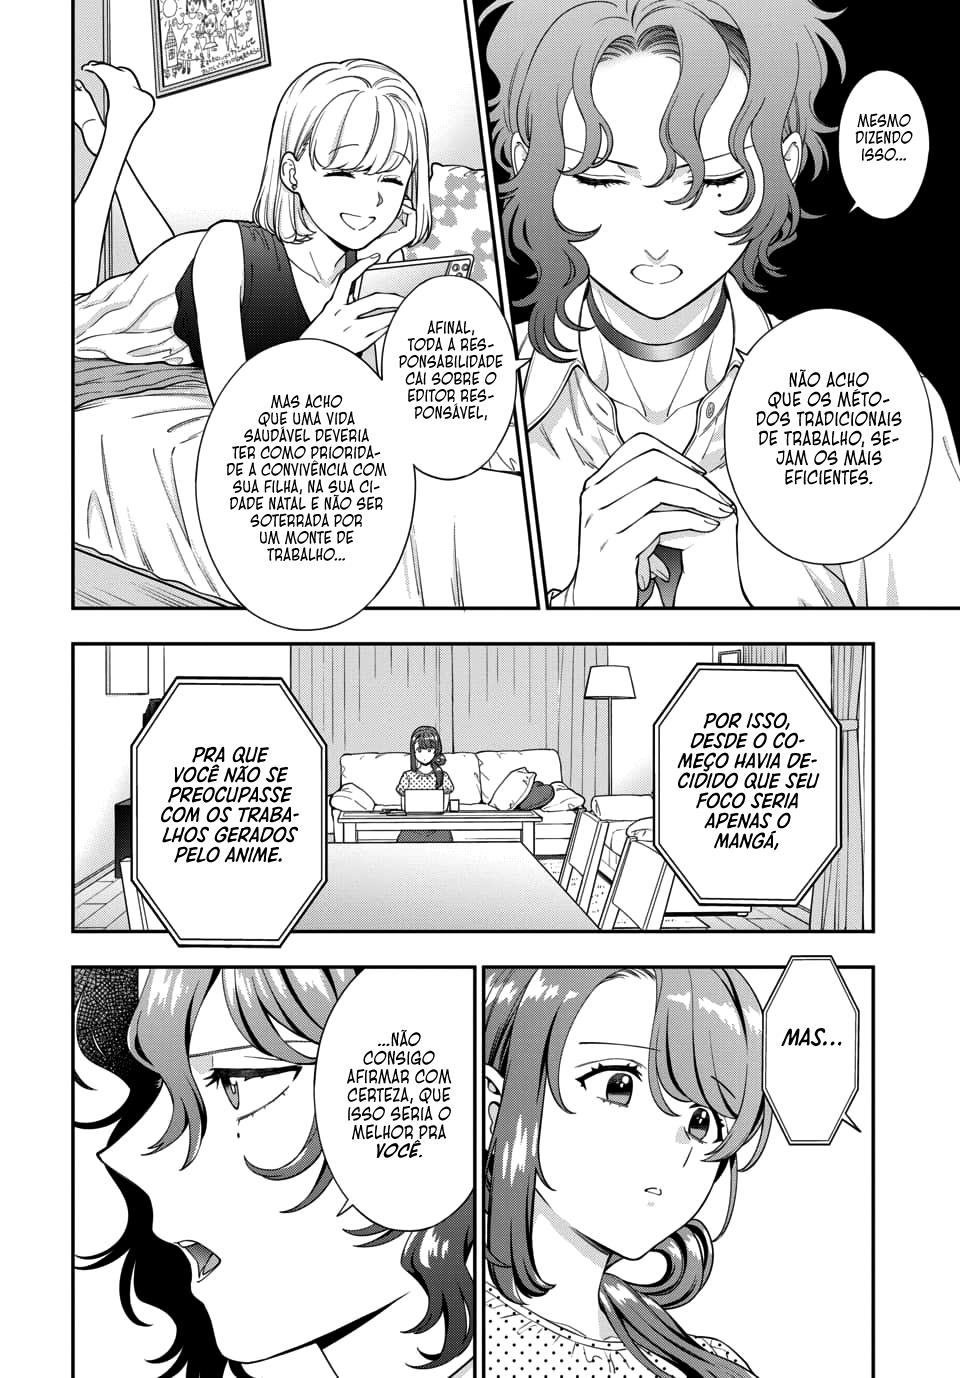 MESMO
DIZENDO
ISSO...
NÃO ACHO
QUE OS MÉTO-
DOS TRADICIONAIS
DE TRABALHO, SE-
JAM OS MAIS
EFICIENTES.
AFINAL,
TODA A RES-
PONSABILIDADE
CAI SOBRE O
EDITOR RES-
PONSÁVEL,
MAS ACHO
QUE UMA VIDA
SAUDÁVEL DEVERIA
TER COMO PRIORIDA-
DE A CONVIVÊNCIA COM
SUA FILHA, NA SUA CI-
DADE NATAL E NÃO SER
SOTERRADA POR
UM MONTE DE
TRABALHO...
POR ISSO,
DESDE O CO-
MEÇO HAVIA DE-
CIDIDO QUE SEU
FOCO SERIA
APENAS O
MANGÁ,
PRA QUE
VOCÊ NÃO SE
PREOCUPASSE
COM OS TRABA-
LHOS GERADOS
PELO ANIME.
MAS...
...NÃO
CONSIGO
AFIRMAR COM
CERTEZA, QUE
ISSO SERIA O
MELHOR PRA
VOCÊ.